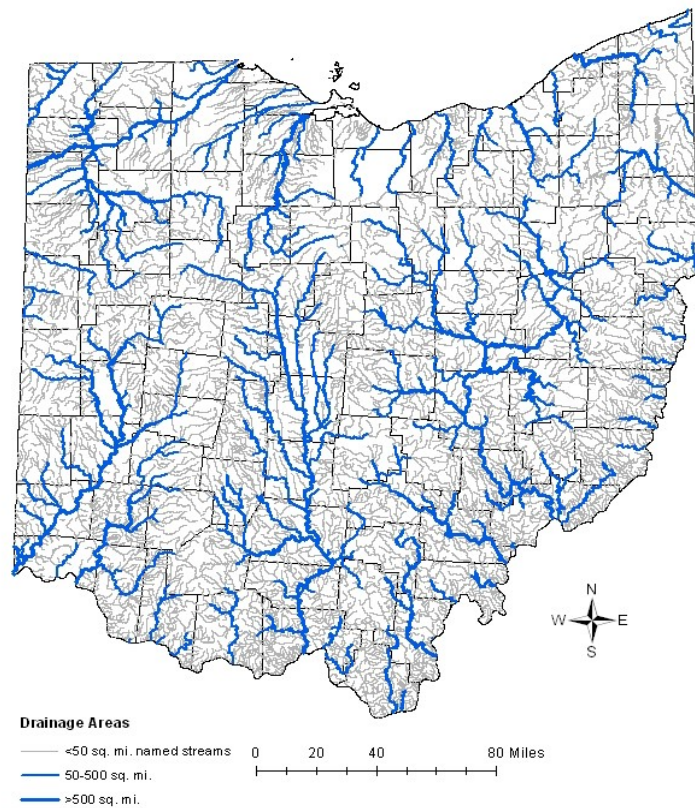 N
W E
S
Drainage Areas
<50 sq. mi. named streams
50-500 sq. mi.
>500 sq. mi.
0 20 40 80 Miles